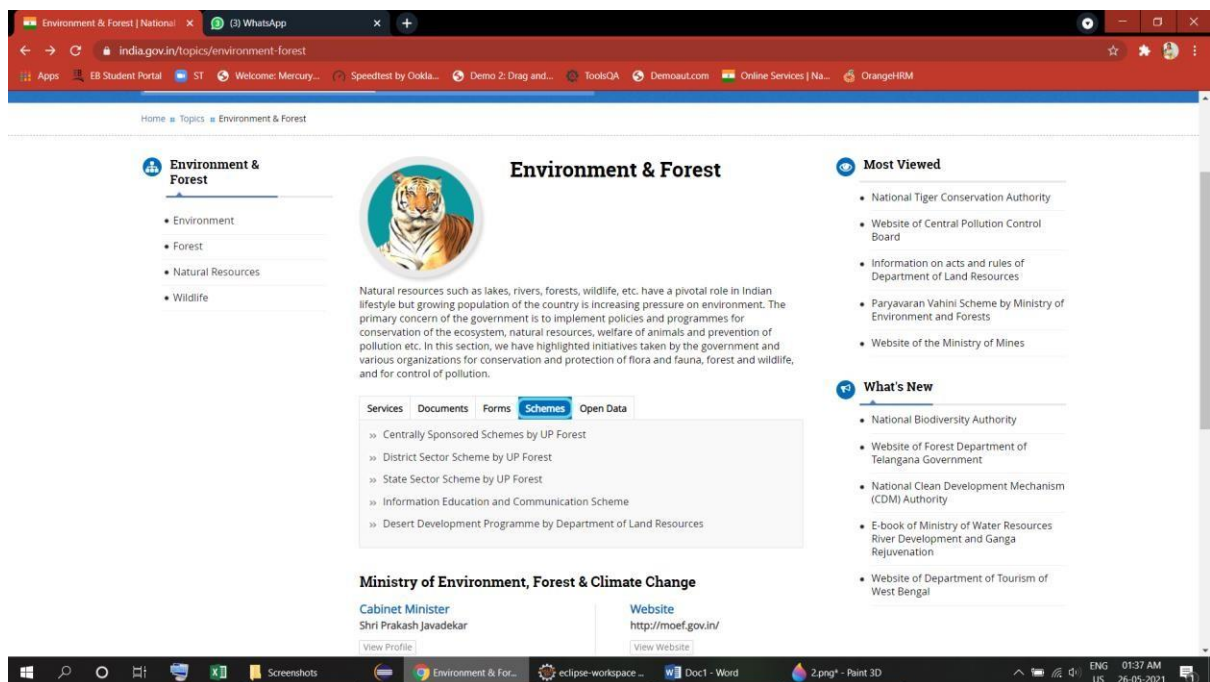 Environment & Forest | National
(3) WhatsApp
india.gov.in/topics/environment-forest
Apps
EB Student Portal
ST
Welcome: Mercury...
Speedtest by Ookla...
Demo 2: Drag and...
ToolsQA
Demoaut.com
Online Services | Na...
OrangeHRM
Home
Topics
Environment & Forest
Environment &
Forest
Environment
Forest
Natural Resources
Wildlife
Environment & Forest
Natural resources such as lakes, rivers, forests, wildlife, etc. have a pivotal role in Indian
lifestyle but growing population of the country is increasing pressure on environment. The
primary concern of the government is to implement policies and programmes for
conservation of the ecosystem, natural resources, welfare of animals and prevention of
pollution etc. In this section, we have highlighted initiatives taken by the government and
various organizations for conservation and protection of flora and fauna, forest and wildlife,
and for control of pollution.
Services Documents Forms Schemes Open Data
» Centrally Sponsored Schemes by UP Forest
» District Sector Scheme by UP Forest
» State Sector Scheme by UP Forest
» Information Education and Communication Scheme
» Desert Development Programme by Department of Land Resources
Ministry of Environment, Forest & Climate Change
Cabinet Minister
Shri Prakash Javadekar
View Profile
Website
http://moef.gov.in/
View Website
Most Viewed
National Tiger Conservation Authority
Website of Central Pollution Control
Board
Information on acts and rules of
Department of Land Resources
Paryavaran Vahini Scheme by Ministry of
Environment and Forests
Website of the Ministry of Mines
What's New
National Biodiversity Authority
Website of Forest Department of
Telangana Government
National Clean Development Mechanism
(CDM) Authority
E-book of Ministry of Water Resources
River Development and Ganga
Rejuvenation
Website of Department of Tourism of
West Bengal
Screenshots
Environment & For...
eclipse-workspace ...
Doc1 - Word
2.png* - Paint 3D
ENG
US
01:37 AM
26-05-2021